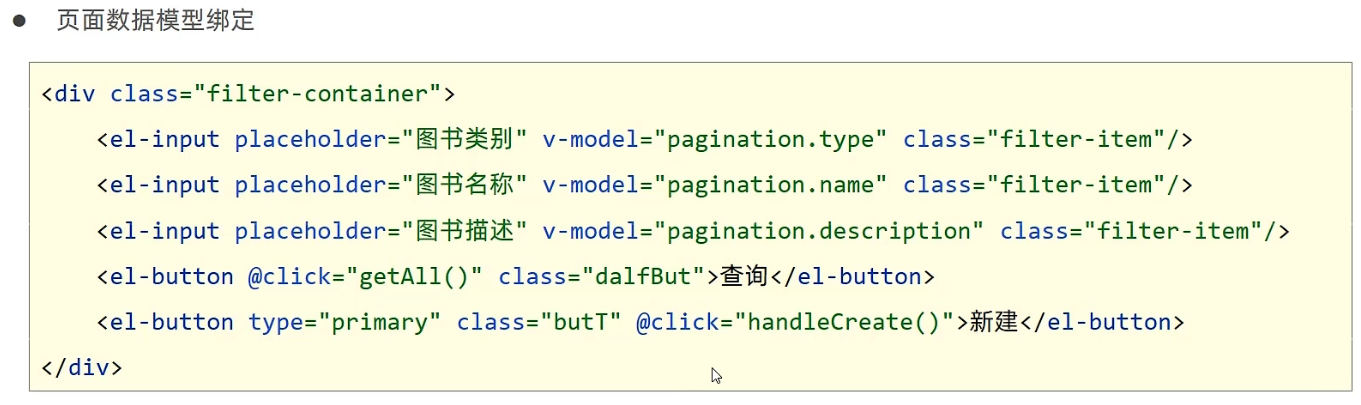 ● 页面数据模型绑定
<div class="filter-container">
    <el-input placeholder="图书类别" v-model="pagination.type" class="filter-item"/>
    <el-input placeholder="图书名称" v-model="pagination.name" class="filter-item"/>
    <el-input placeholder="图书描述" v-model="pagination.description" class="filter-item"/>
    <el-button @click="getAll()" class="dalfBut">查询</el-button>
    <el-button type="primary" class="butT" @click="handleCreate()">新建</el-button>
</div>